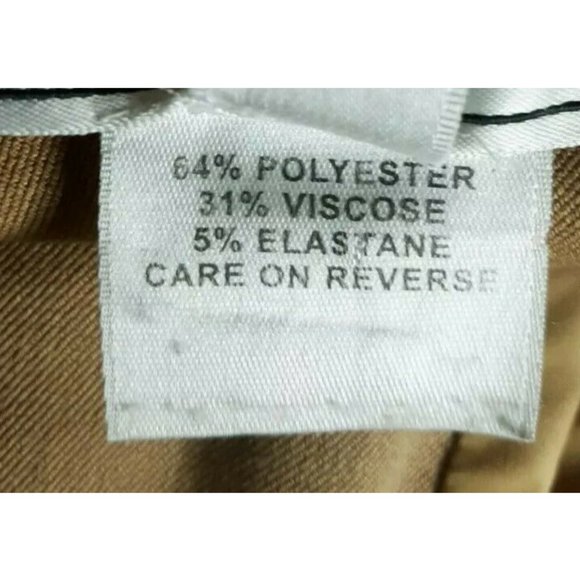 64% POLYESTER
31% VISCOSE
5% ELASTANE
CARE ON REVERSE